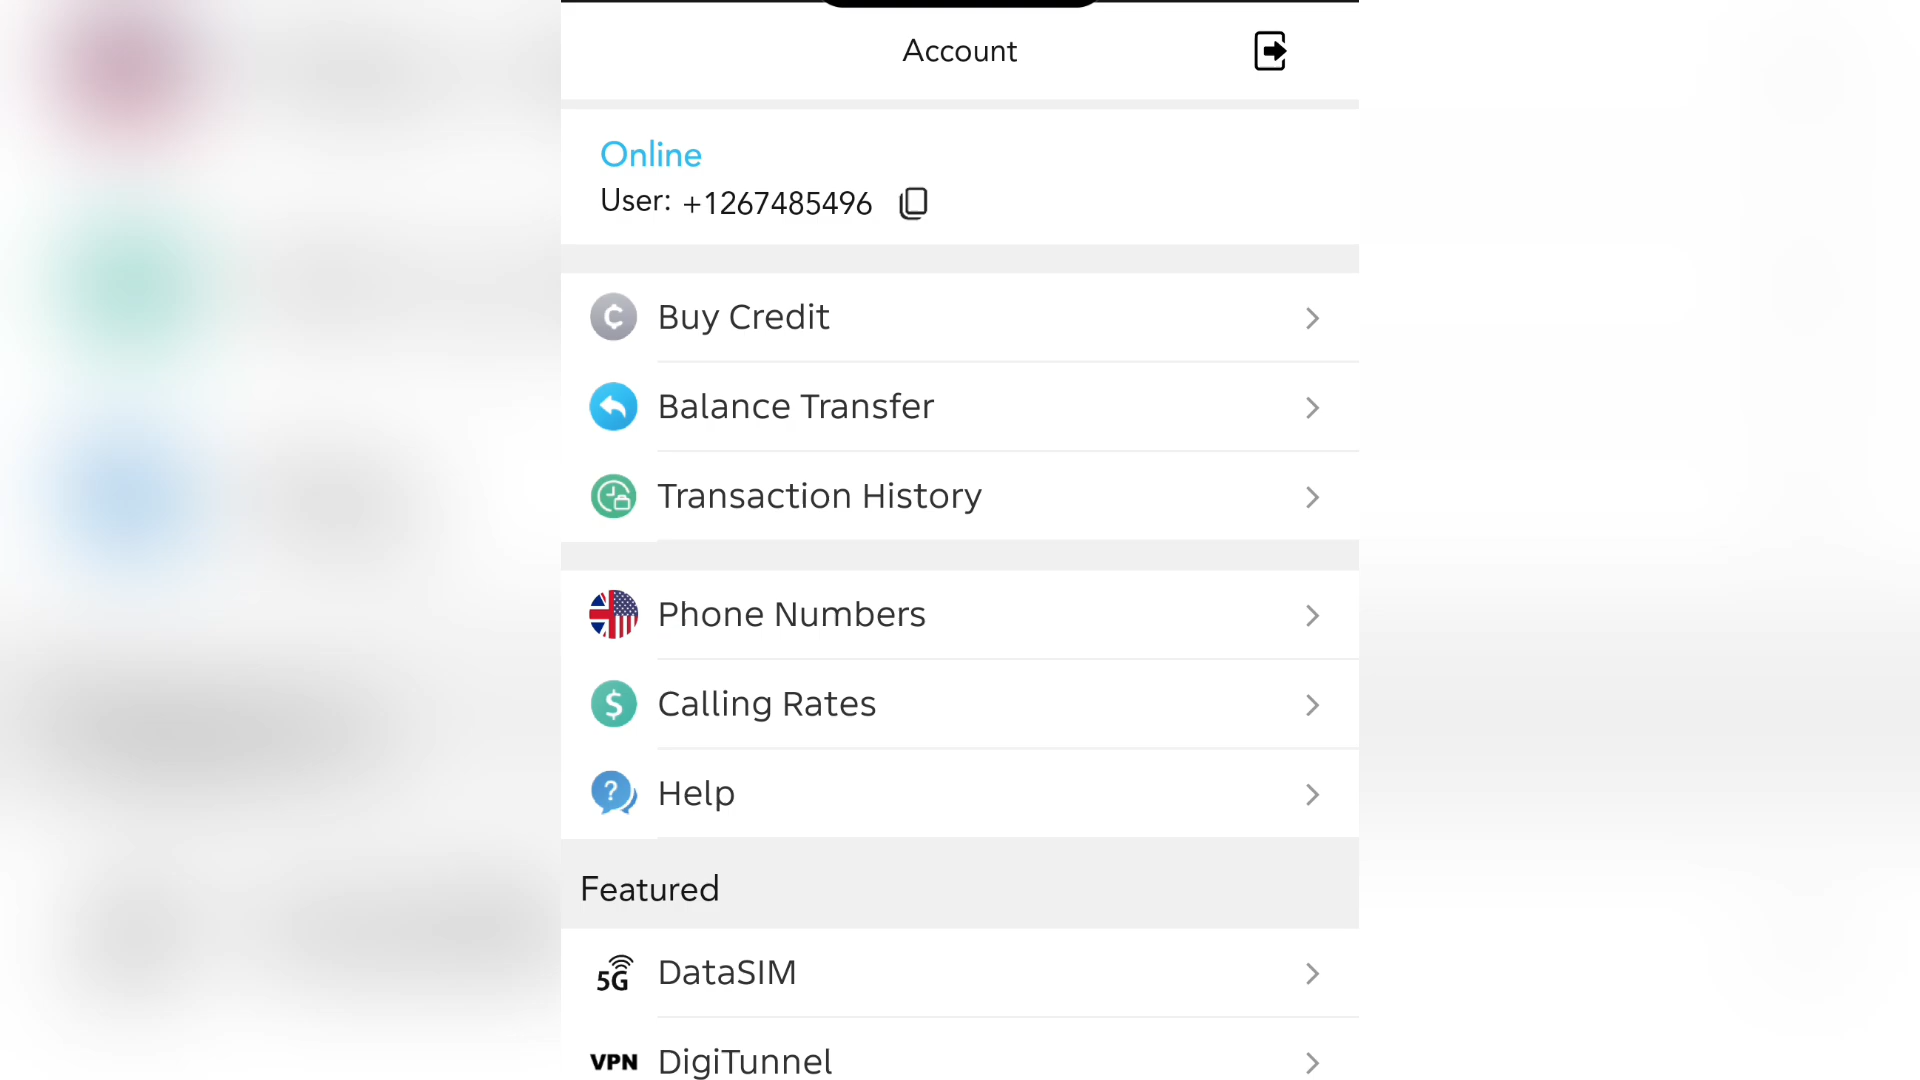 Account
Online
User: +1267485496
Buy Credit
Balance Transfer
Transaction History
Phone Numbers
Calling Rates
Help
Featured
5G DataSIM
VPN DigiTunnel